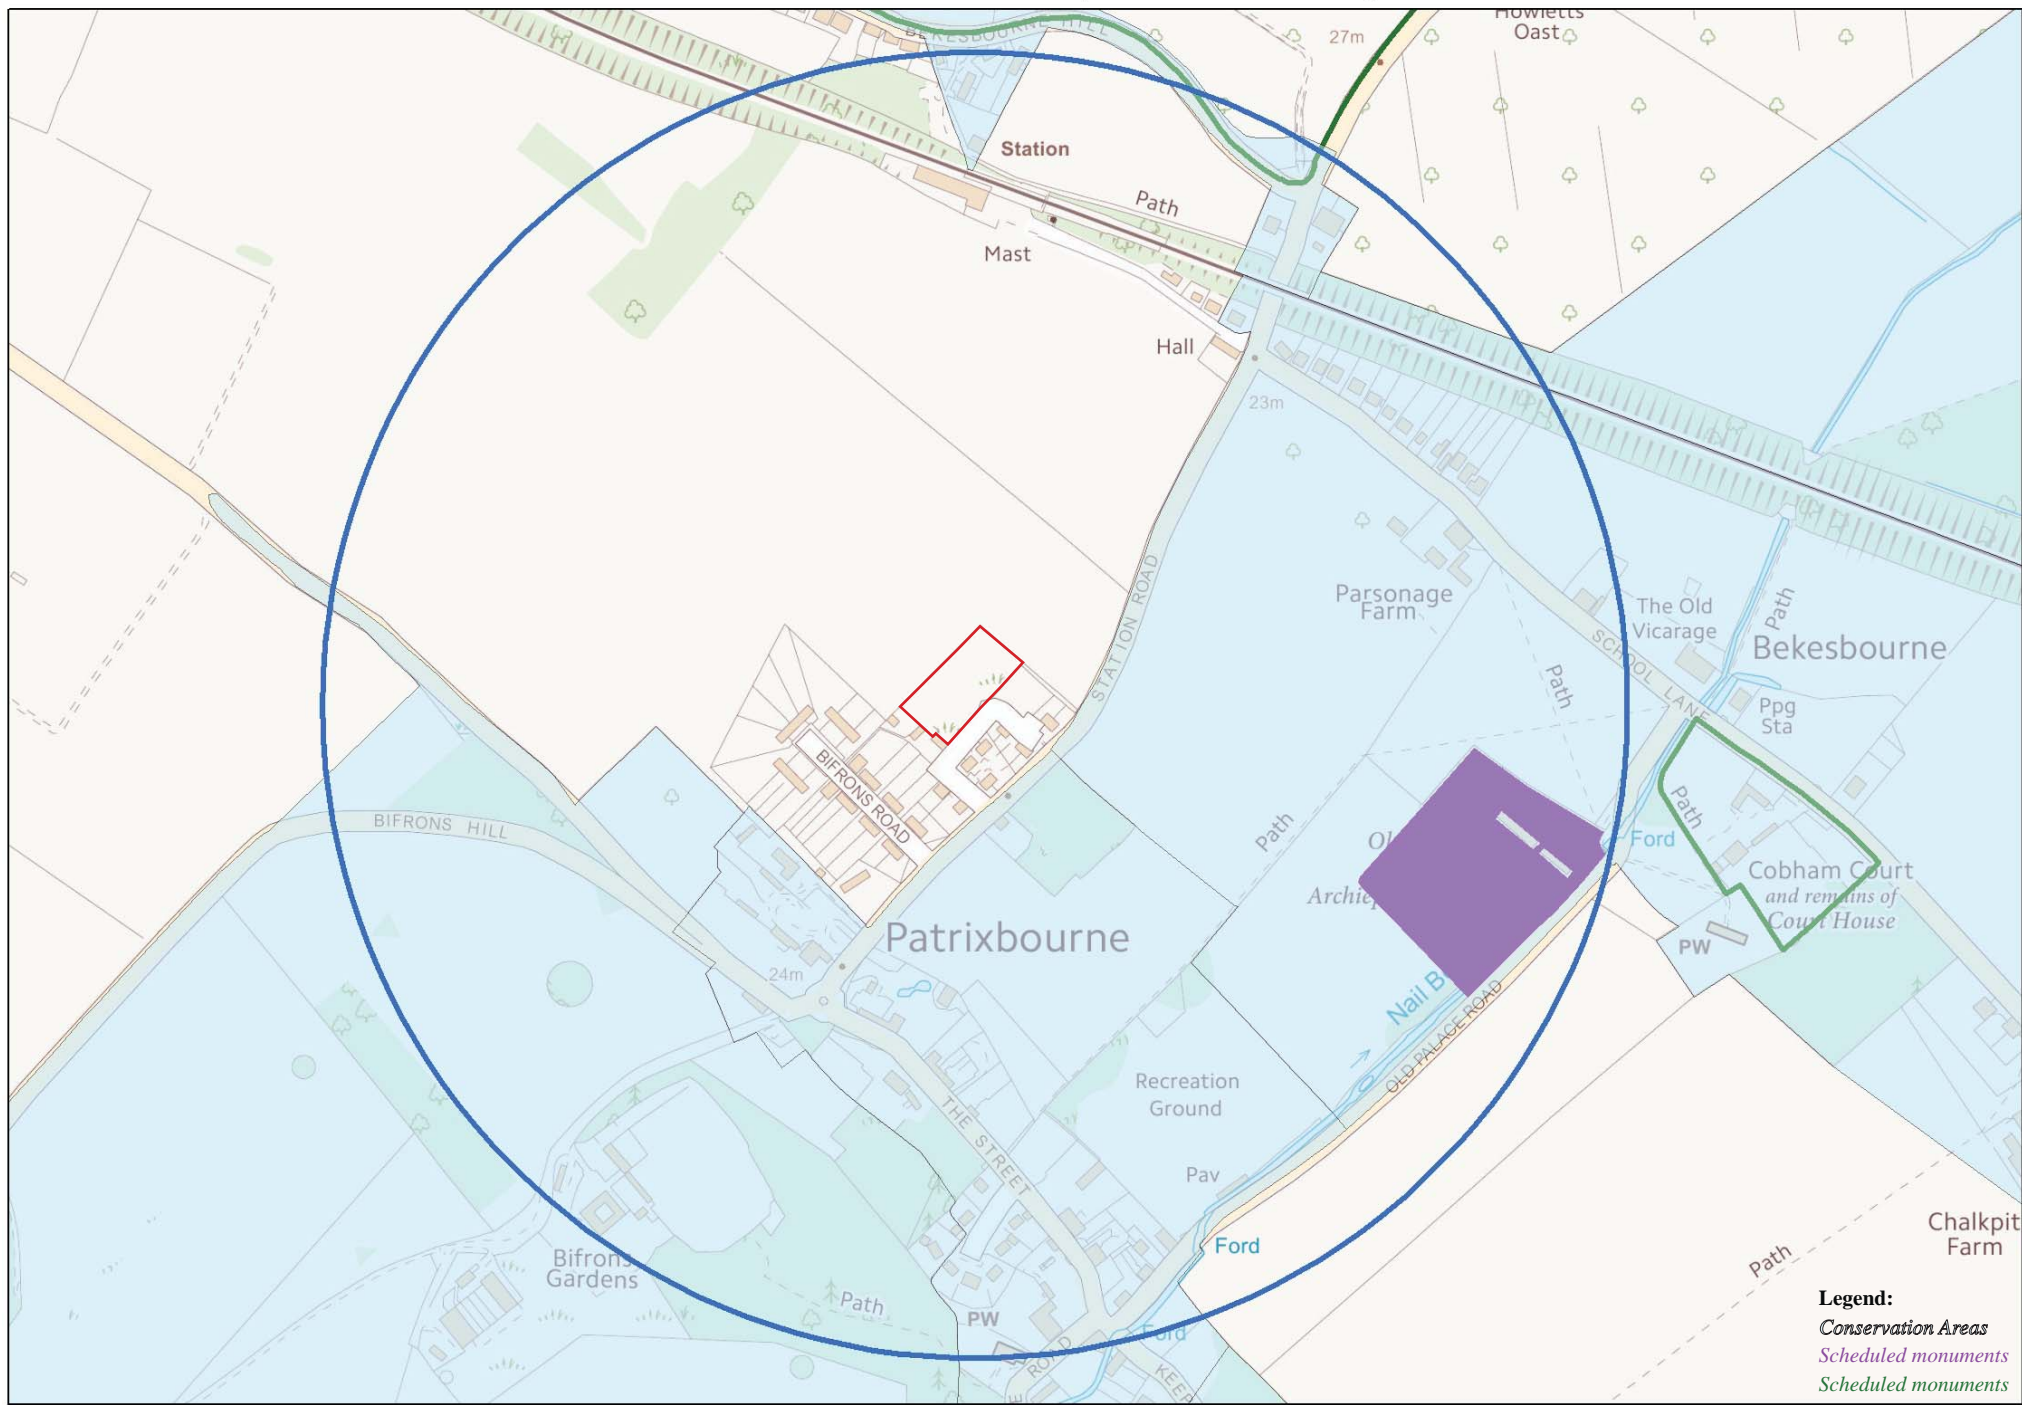 Howletts
Oast
27m
BEKESBOURNE HILL
Station
Path
Mast
Hall
23m
STATION ROAD
Parsonage
Farm
The Old
Vicarage
Path
Bekesbourne
SCHOOL LANE
Path
Ppg
Sta
BIFRONS ROAD
BIFRONS HILL
Path
Path
Ford
Cobham Court
and remains of
Court House
PW
Patrixbourne
24m
Nail
OLD PALACE ROAD
Recreation
Ground
THE STREET
Pav
Ford
Bifrons
Gardens
Path
PW
Ford
ROAD
Path
Chalkpit
Farm
Legend:
Conservation Areas
Scheduled monuments
Scheduled monuments